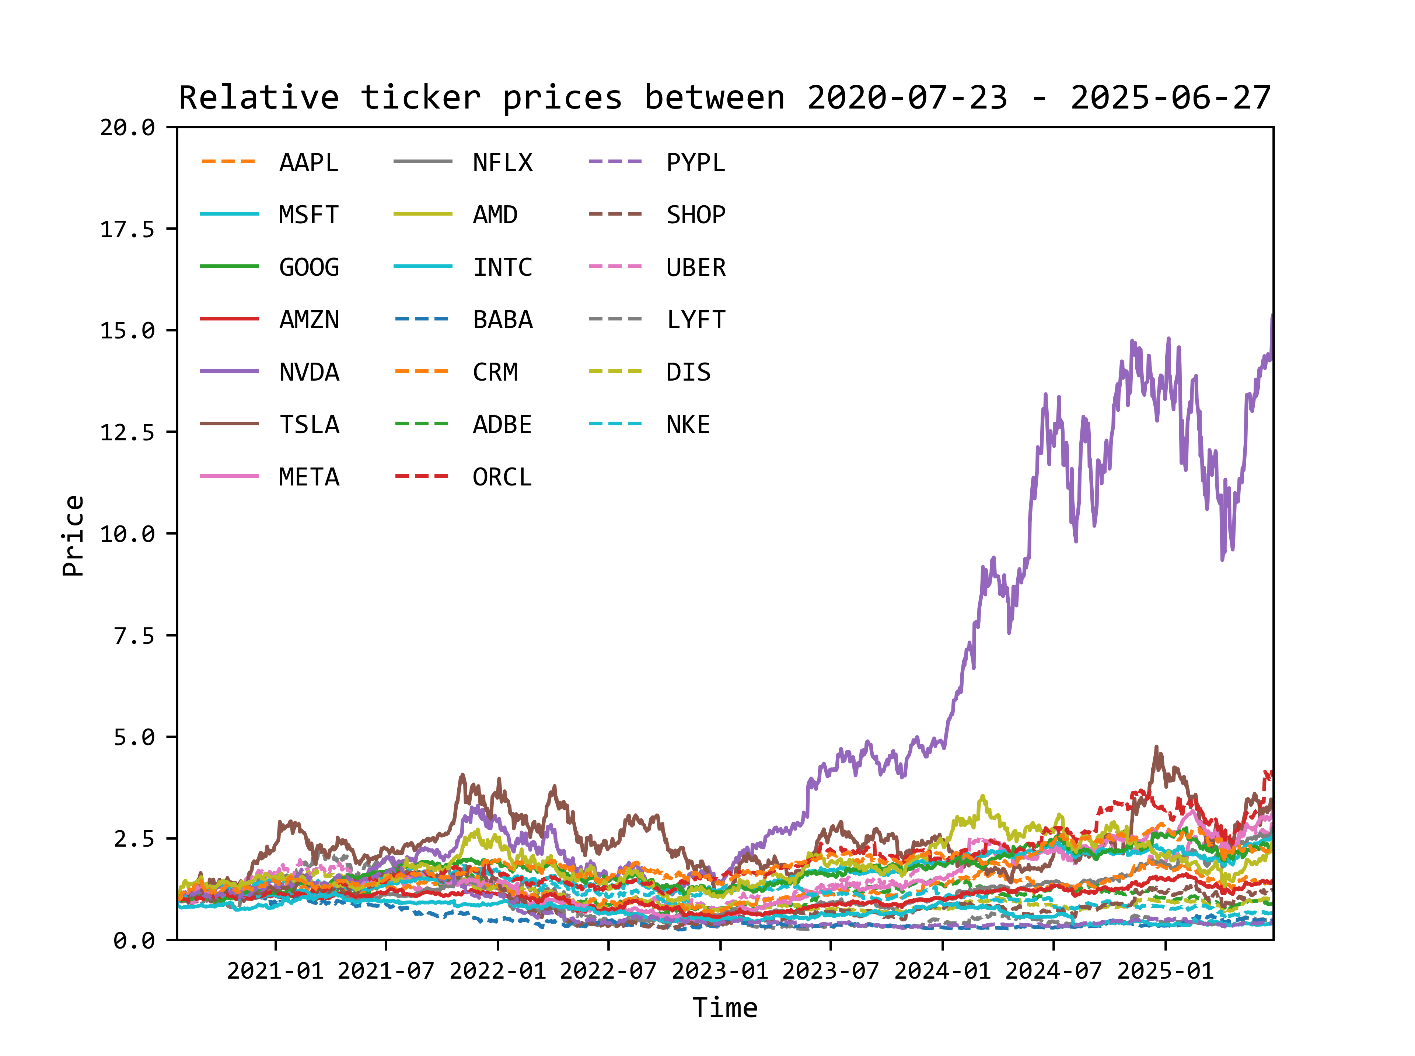 Relative ticker prices between 2020-07-23 - 2025-06-27
20.0
17.5
15.0
12.5
10.0
7.5
5.0
2.5
0.0
Price
AAPL
MSFT
GOOG
AMZN
NVDA
TSLA
META
NFLX
AMD
INTC
BABA
CRM
ADBE
ORCL
PYPL
SHOP
UBER
LYFT
DIS
NKE
2021-01 2021-07 2022-01 2022-07 2023-01 2023-07 2024-01 2024-07 2025-01
Time